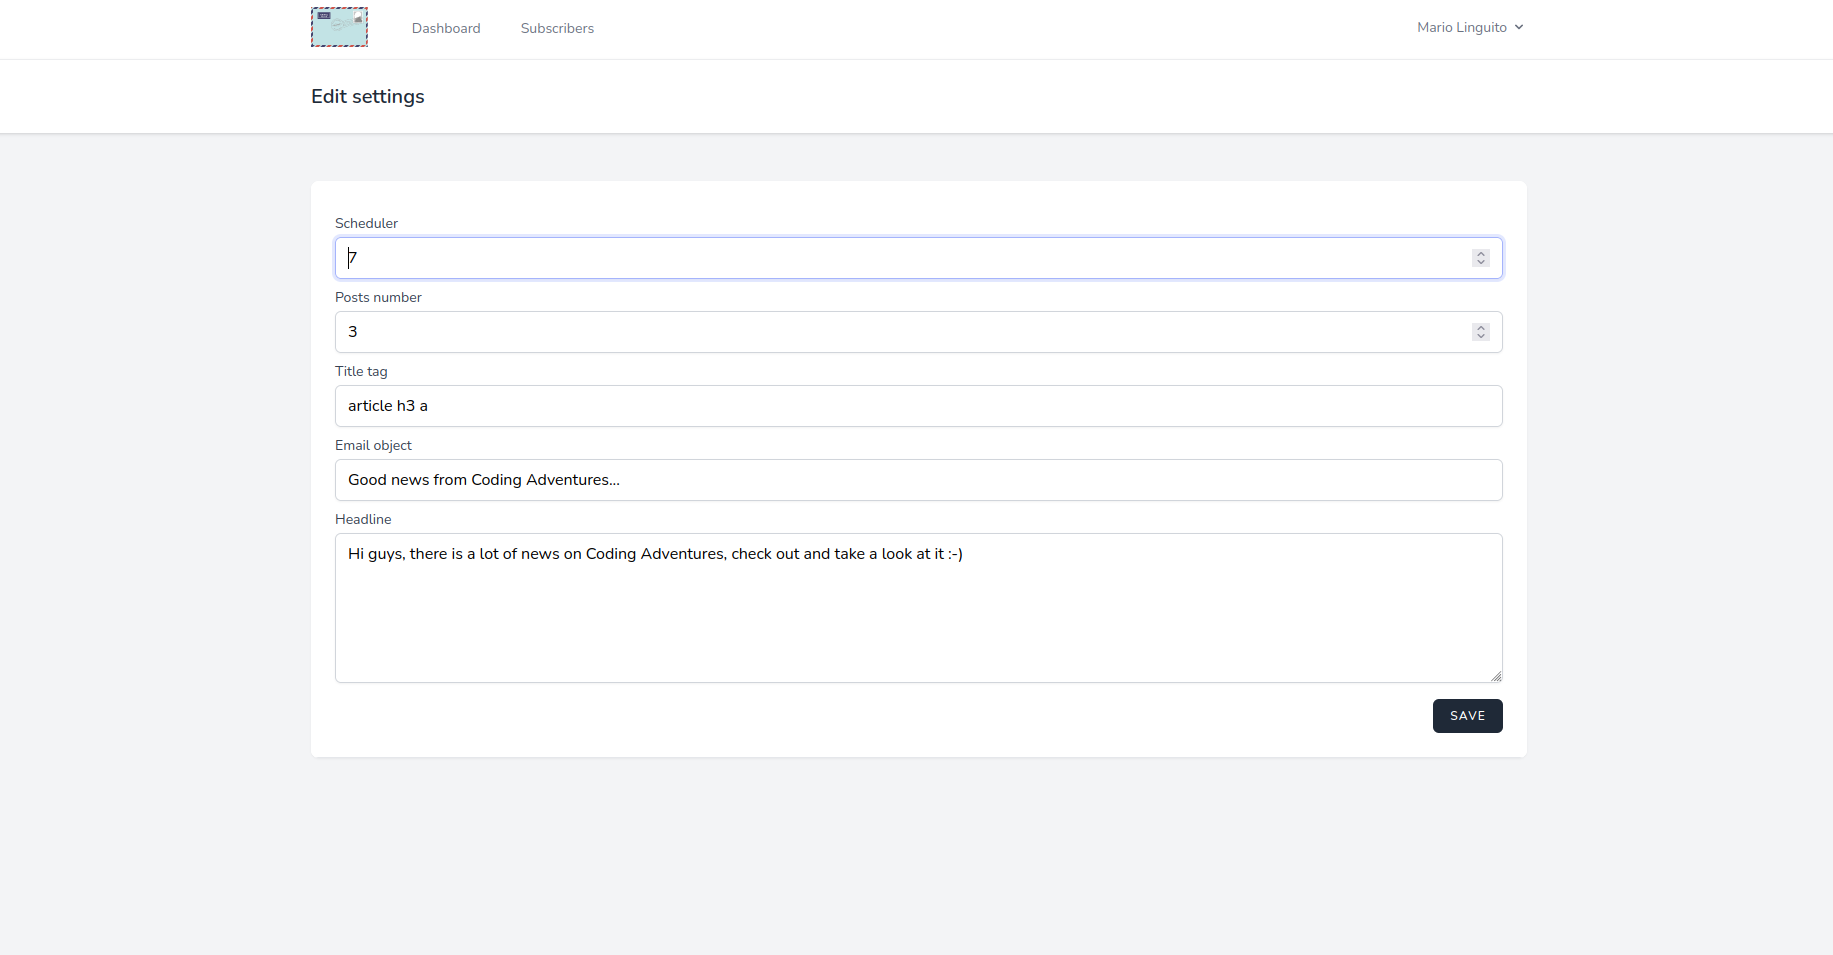 Dashboard
Subscribers
Mario Linguito
Edit settings
Scheduler
7
Posts number
3
Title tag
article h3 a
Email object
Good news from Coding Adventures...
Headline
Hi guys, there is a lot of news on Coding Adventures, check out and take a look at it :-)
SAVE